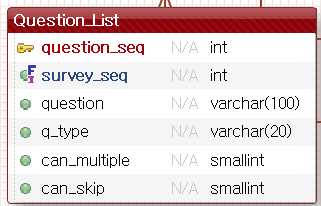 Question_List
question_seq N/A int
survey_seq N/A int
question N/A varchar(100)
q_type N/A varchar(20)
can_multiple N/A smallint
can_skip N/A smallint